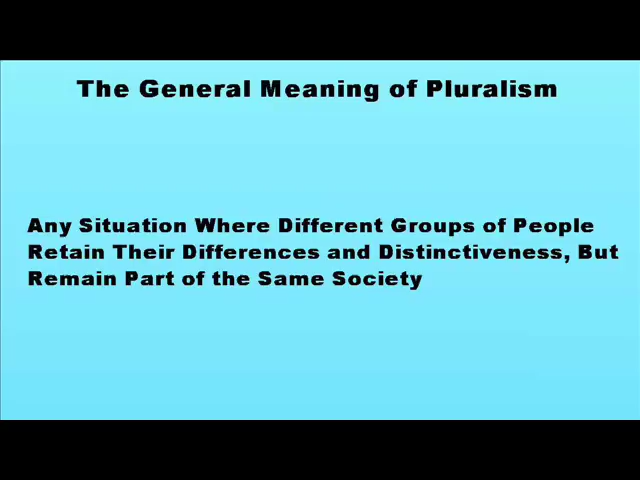 The General Meaning of Pluralism
Any Situation Where Different Groups of People
Retain Their Differences and Distinctiveness, But
Remain Part of the Same Society